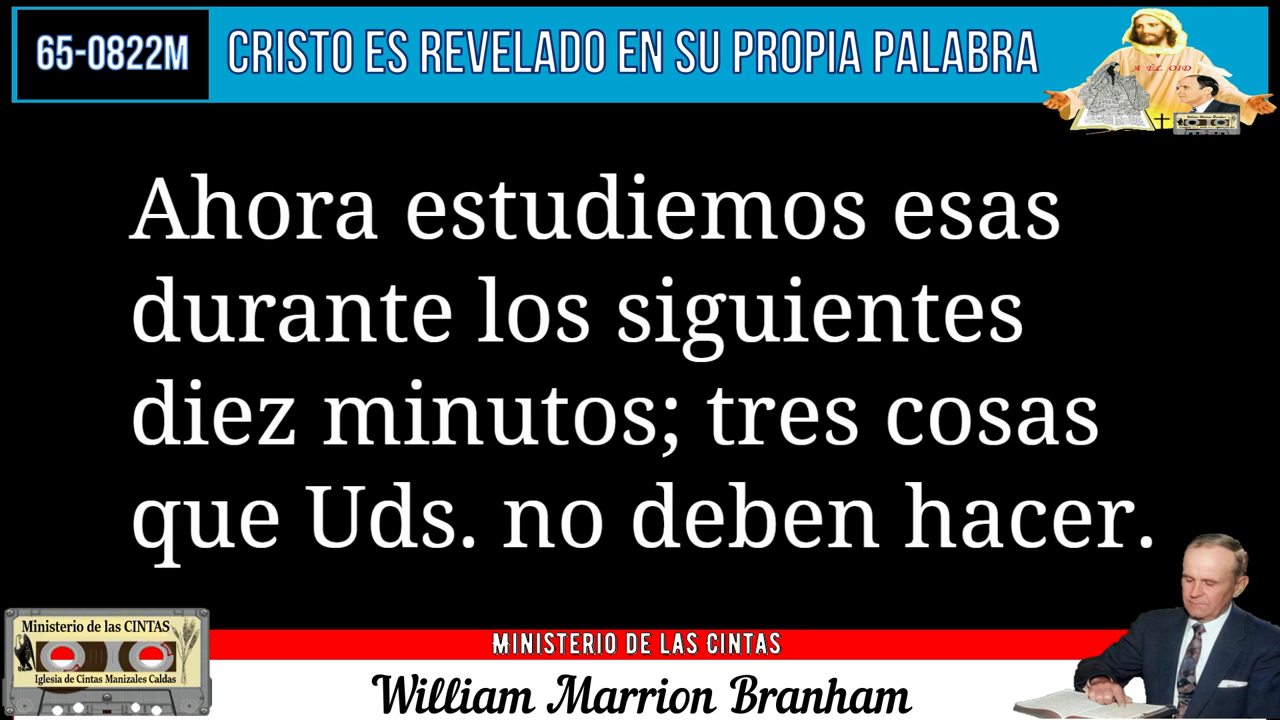 65-0822M
CRISTO ES REVELADO EN SU PROPIA PALABRA
A ÉL OID
Ahora estudiemos esas
durante los siguientes
diez minutos; tres cosas
que Uds. no deben hacer.
Ministerio de las CINTAS
Iglesia de Cintas Manizales Caldas
MINISTERIO DE LAS CINTAS
William Marrion Branham